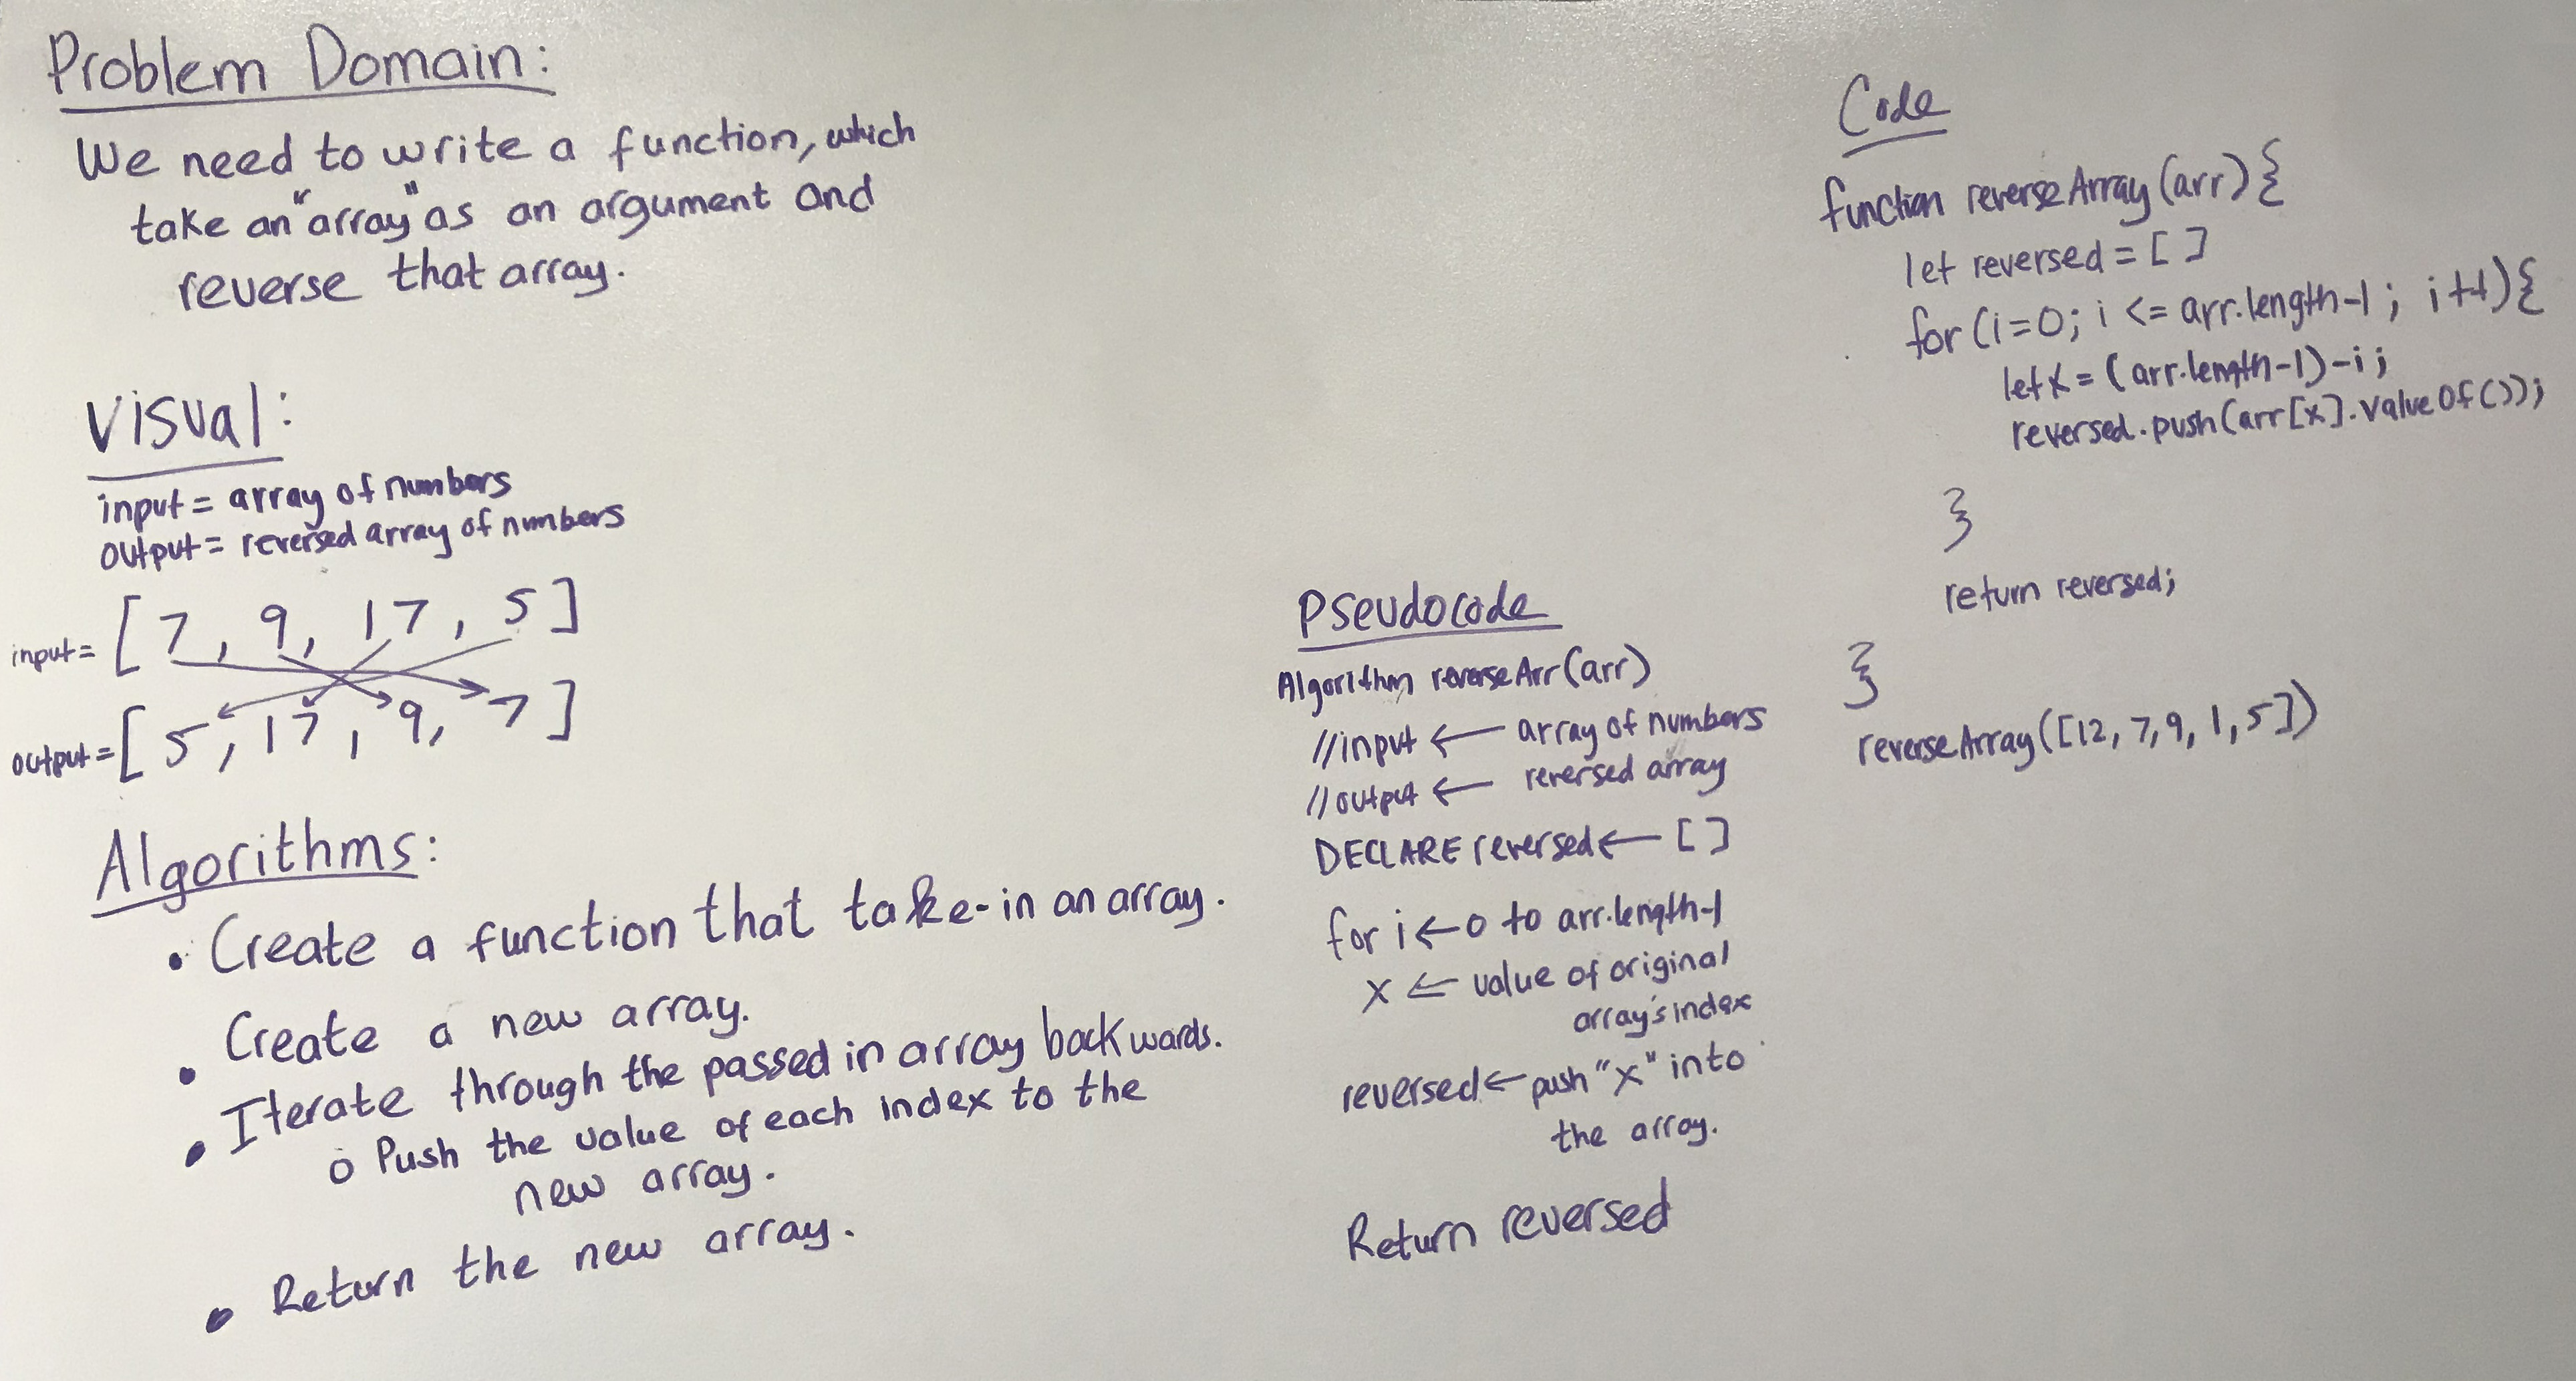 Problem Domain:
We need to write a function, which
take an "array" as an argument and
reverse that array.
Visual:
input = array of numbers
output = reversed array of numbers
input = [7, 9, 17, 5]
output = [5, 17, 9, 7]
Algorithms:
• Create a function that take-in an array.
• Create a new array.
• Iterate through the passed in array backwards.
o Push the value of each index to the
new array.
• Return the new array.
Pseudocode
Algorithm reverseArr(arr)
//input ← array of numbers
//output ← reversed array
DECLARE reversed ← []
for i ← 0 to arr.length-1
x ← value of original
array's index
reversed ← push "x" into
the array.
Return reversed
Code
function reverseArray(arr){
let reversed = []
for (i=0; i <= arr.length-1; i++){
let x = (arr.length-1)-i;
reversed.push(arr[x].valueOf());
}
return reversed;
}
reverseArray([12, 7, 9, 1, 5])